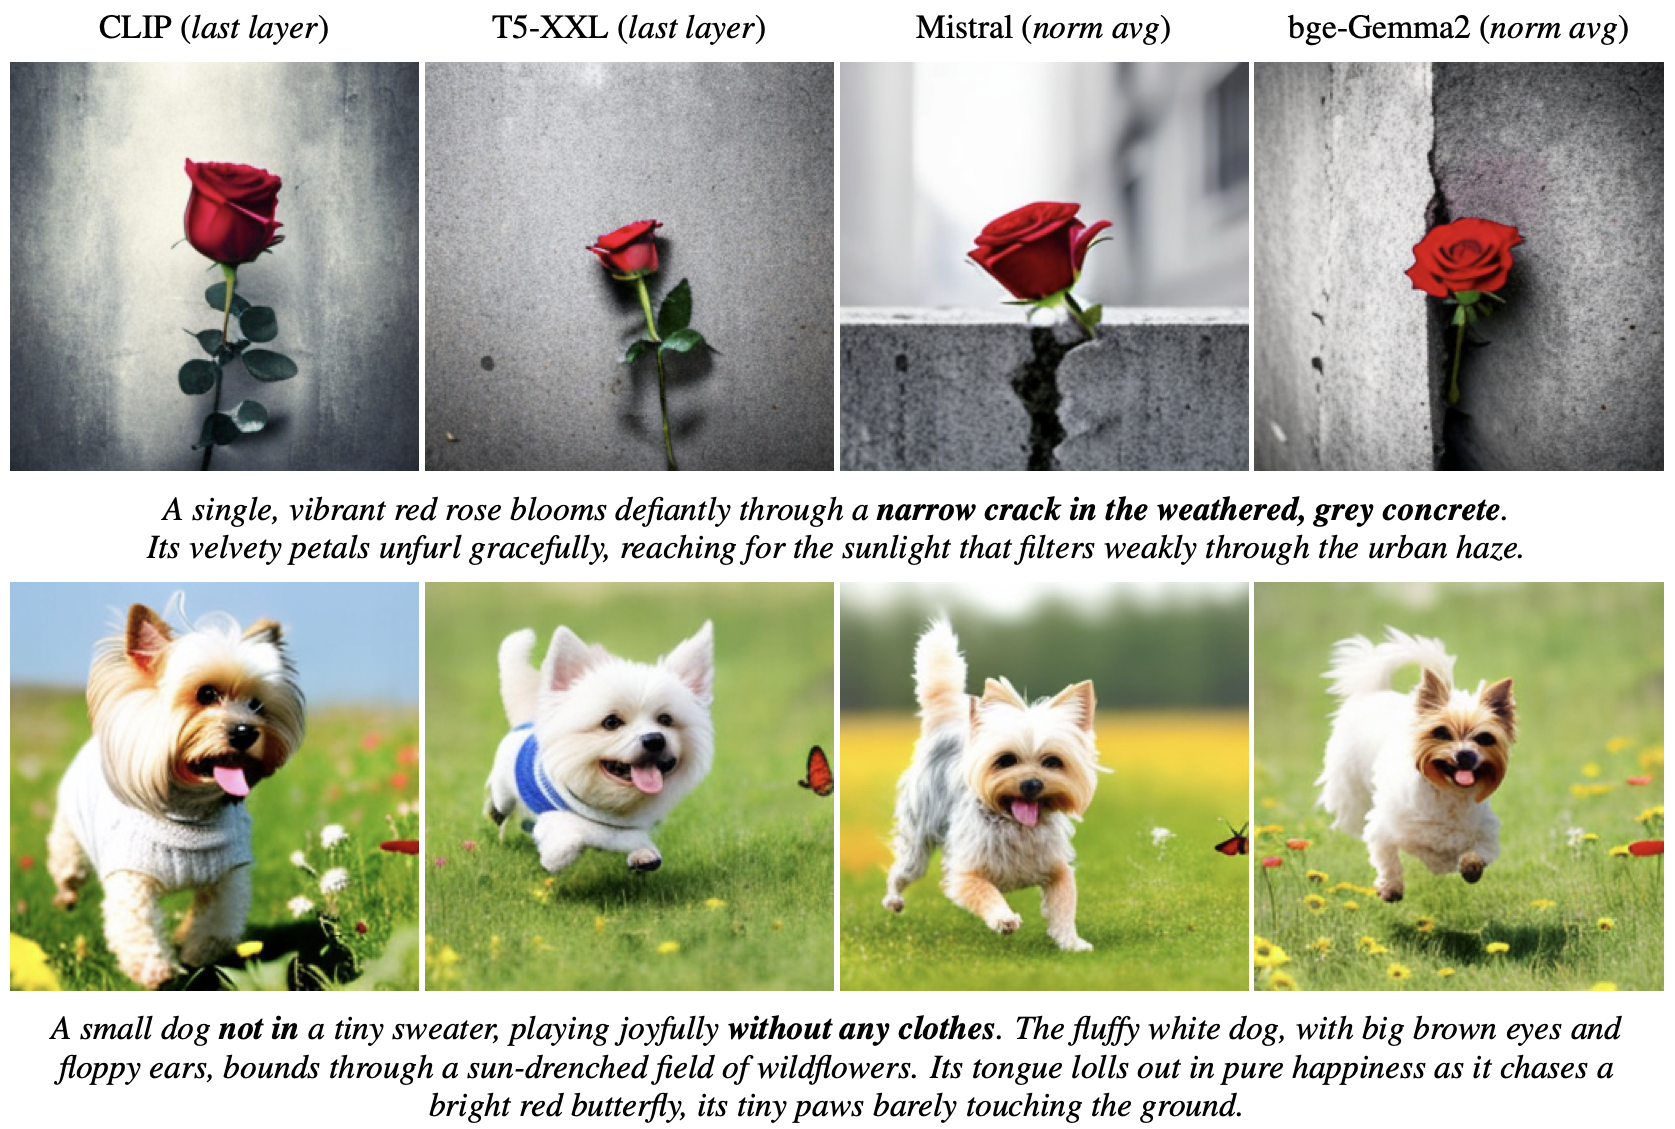 CLIP (last layer) T5-XXL (last layer) Mistral (norm avg) bge-Gemma2 (norm avg)
A single, vibrant red rose blooms defiantly through a narrow crack in the weathered, grey concrete.
Its velvety petals unfurl gracefully, reaching for the sunlight that filters weakly through the urban haze.
A small dog not in a tiny sweater, playing joyfully without any clothes. The fluffy white dog, with big brown eyes and
floppy ears, bounds through a sun-drenched field of wildflowers. Its tongue lolls out in pure happiness as it chases a
bright red butterfly, its tiny paws barely touching the ground.